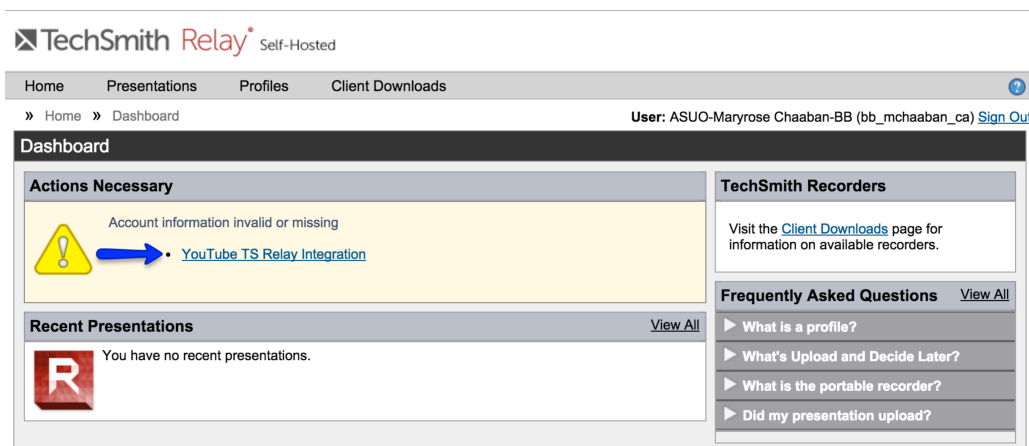 TechSmith Relay Self-Hosted
Home Presentations Profiles Client Downloads ?
» Home » Dashboard User: ASUO-Maryrose Chaaban-BB (bb_mchaaban_ca) Sign Out
Dashboard
Actions Necessary
Account information invalid or missing
• YouTube TS Relay Integration
Recent Presentations View All
R
You have no recent presentations.
TechSmith Recorders
Visit the Client Downloads page for
information on available recorders.
Frequently Asked Questions View All
What is a profile?
What's Upload and Decide Later?
What is the portable recorder?
Did my presentation upload?